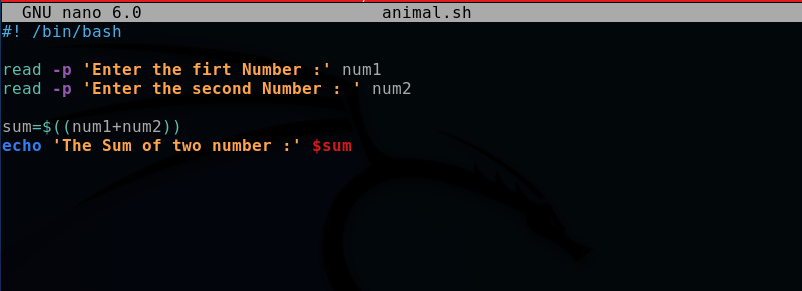 GNU nano 6.0 animal.sh
#! /bin/bash
read -p 'Enter the firt Number :' num1
read -p 'Enter the second Number : ' num2
sum=$((num1+num2))
echo 'The Sum of two number :' $sum